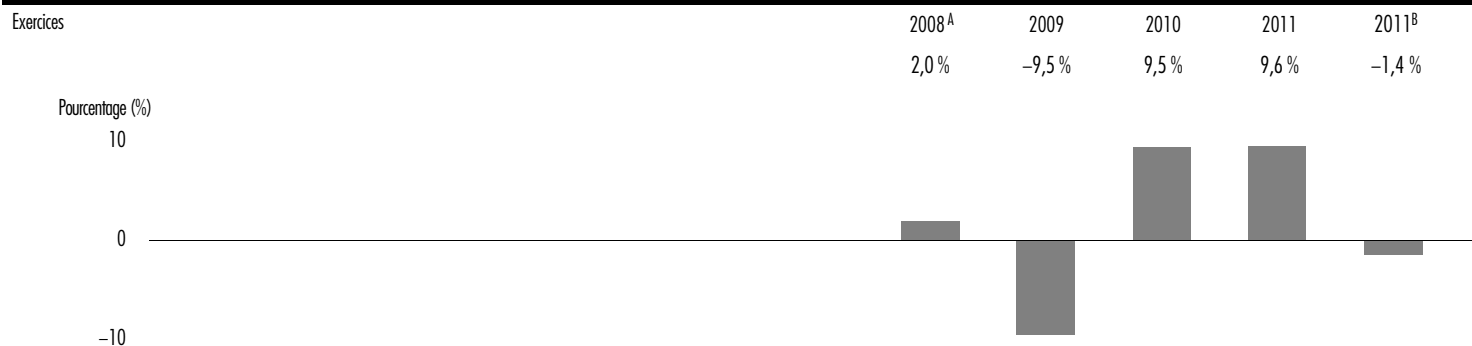 Exercices 2008 A 2009 2010 2011 2011B
2,0 % –9,5 % 9,5 % 9,6 % –1,4 %
Pourcentage (%)
10
0
–10